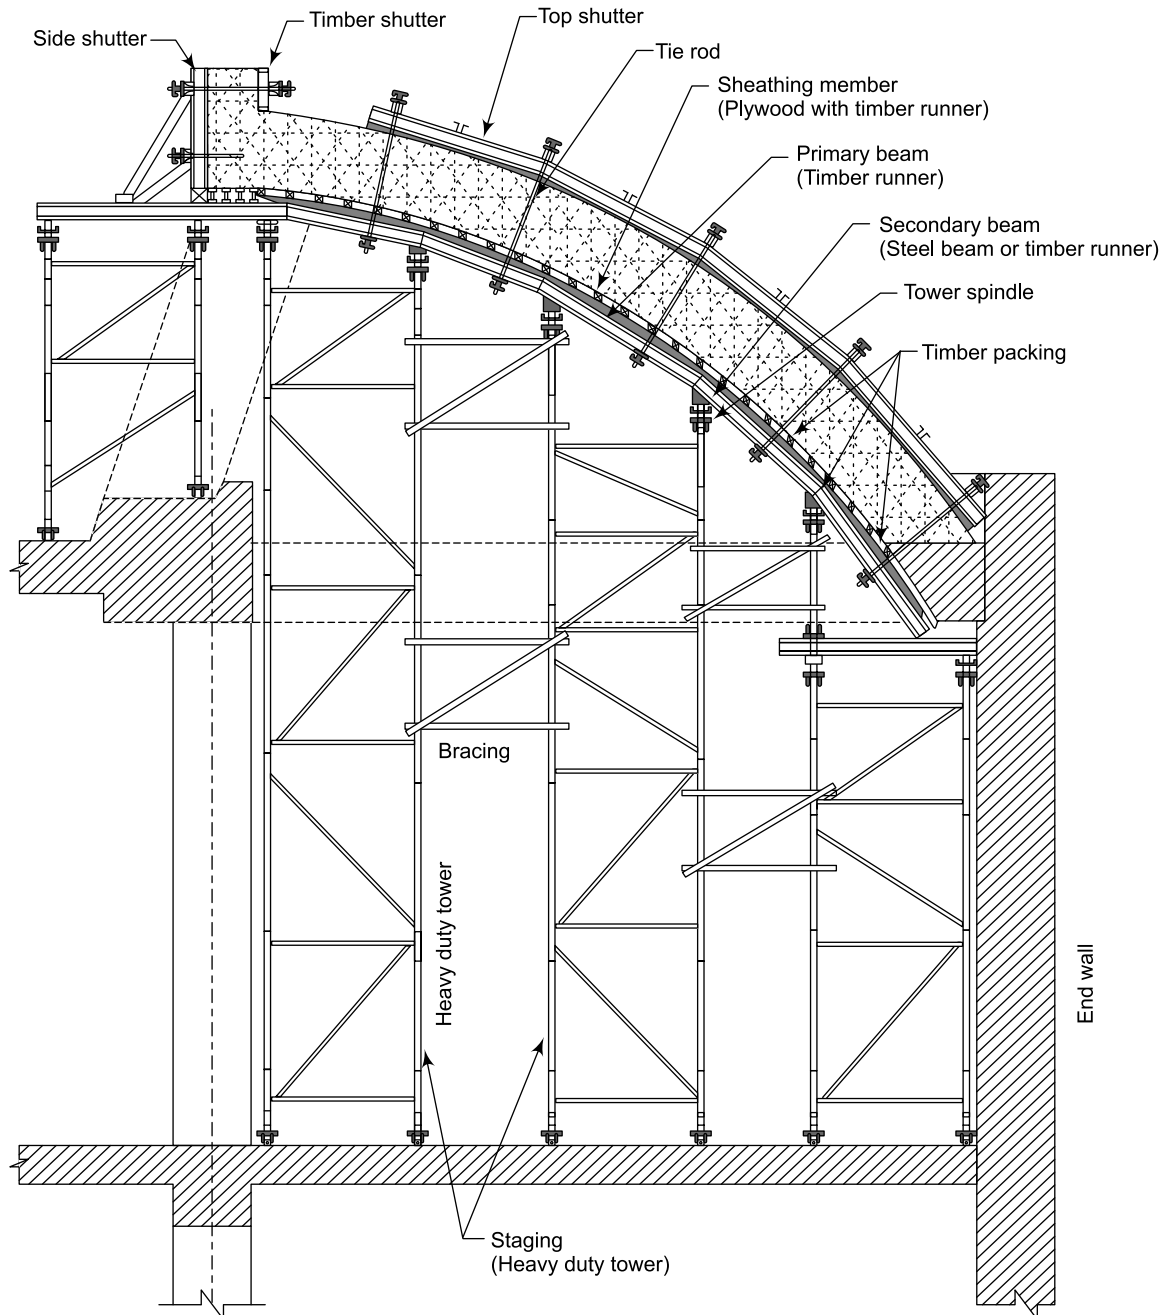 Top shutter
Timber shutter
Side shutter
Tie rod
Sheathing member
(Plywood with timber runner)
Primary beam
(Timber runner)
Secondary beam
(Steel beam or timber runner)
Tower spindle
Timber packing
Bracing
Heavy duty tower
End wall
Staging
(Heavy duty tower)